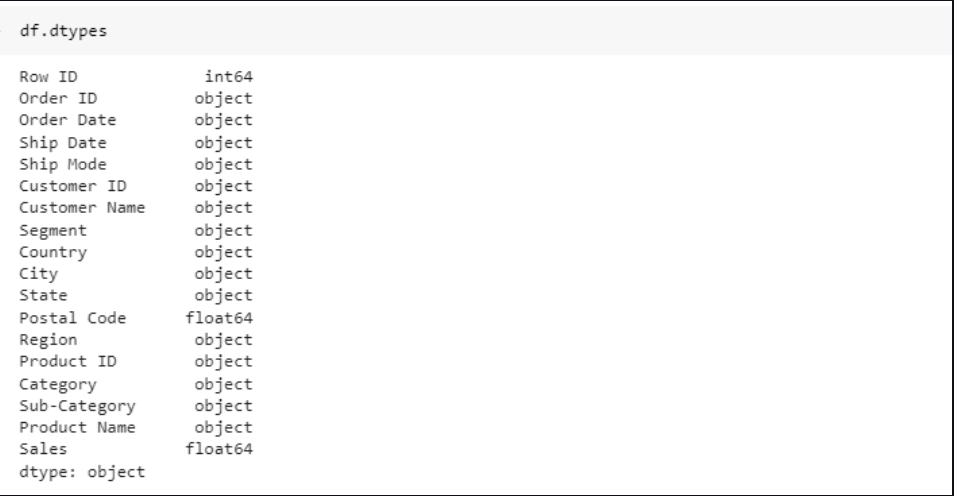 df.dtypes
Row ID int64
Order ID object
Order Date object
Ship Date object
Ship Mode object
Customer ID object
Customer Name object
Segment object
Country object
City object
State object
Postal Code float64
Region object
Product ID object
Category object
Sub-Category object
Product Name object
Sales float64
dtype: object